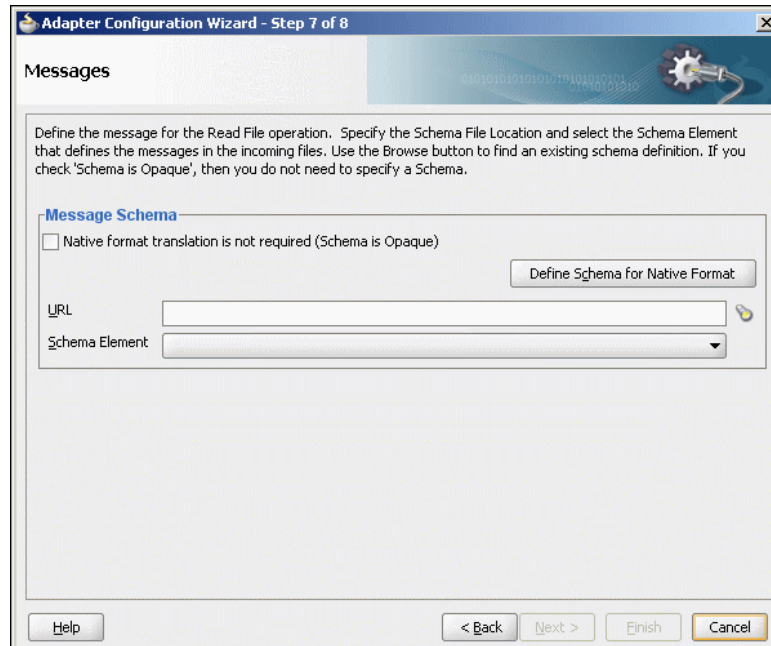 Adapter Configuration Wizard - Step 7 of 8
Messages
Define the message for the Read File operation. Specify the Schema File Location and select the Schema Element
that defines the messages in the incoming files. Use the Browse button to find an existing schema definition. If you
check 'Schema is Opaque', then you do not need to specify a Schema.
Message Schema
Native format translation is not required (Schema is Opaque)
Define Schema for Native Format
URL
Schema Element
Help
< Back
Next >
Finish
Cancel